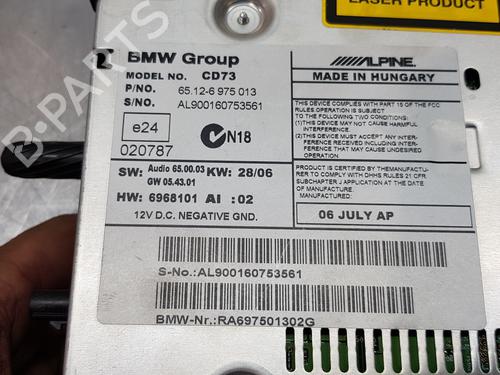 LASER PRODUCT
BMW Group
ALPINE
MODEL NO. CD73
MADE IN HUNGARY
P/NO. 65.12-6 975 013
S/NO. AL900160753561
THIS DEVICE COMPLIES WITH PART 15 OF THE FCC
RULES.OPERATION IS SUBJECT TO THE FOLLOWING
TWO CONDITIONS:
(1)THIS DEVICE MAY NOT CAUSE HARMFUL
INTERFERENCE.
(2)THIS DEVICE MUST ACCEPT ANY INTERFERENCE
RECEIVED INCLUDING INTERFERENCE
THAT MAY CAUSE UNDESIRED OPERATION.
e24
020787
N18
THIS PRODUCT IS CERTIFIED BY THEMANUFACTU-
RER TO COMPLY WITH DHHS RULES 21 CFR
SUBCHAPTER J APPLICATION AT THE DATE OF
MANUFACTURE.
MANUFACTURED:
SW: Audio 65.00.03 KW: 28/06
GW 05.43.01
HW: 6968101 AI : 02
06 JULY AP
12V D.C. NEGATIVE GND.
S-No.:AL900160753561
BMW-Nr.:RA697501302G
B-PARTS